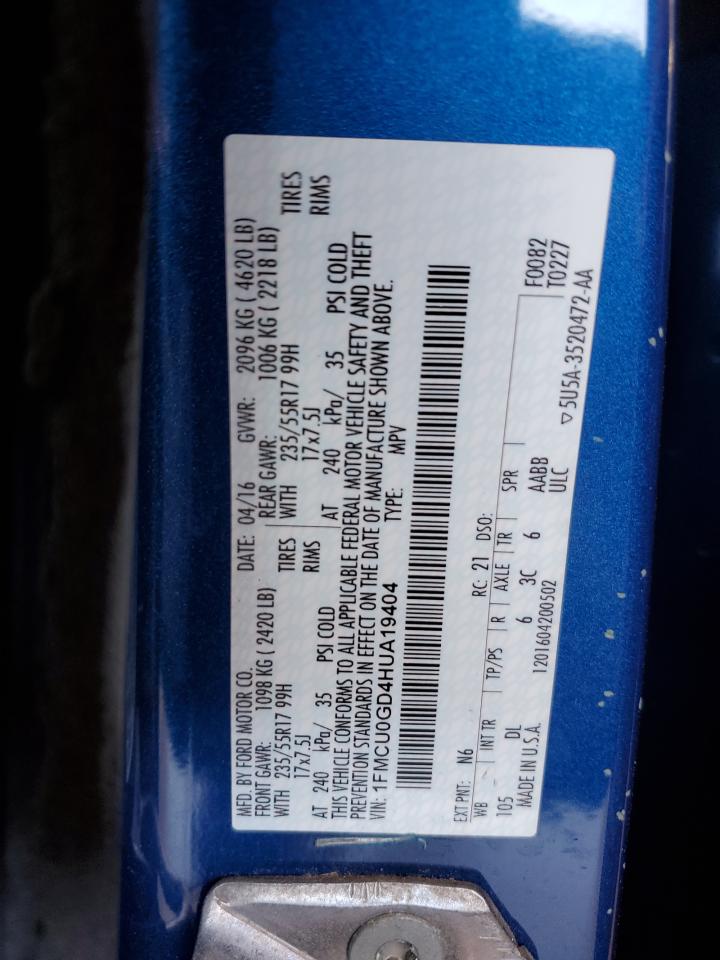 MFD. BY FORD MOTOR CO.
DATE: 04/16 GVWR: 2096 KG ( 4620 LB)
FRONT GAWR: 1098 KG ( 2420 LB) REAR GAWR: 1006 KG ( 2218 LB)
WITH 235/55R17 99H TIRES WITH 235/55R17 99H TIRES
17x7.5J RIMS 17x7.5J RIMS
AT 240 kPa/ 35 PSI COLD AT 240 kPa/ 35 PSI COLD
THIS VEHICLE CONFORMS TO ALL APPLICABLE FEDERAL MOTOR VEHICLE SAFETY AND THEFT
PREVENTION STANDARDS IN EFFECT ON THE DATE OF MANUFACTURE SHOWN ABOVE.
VIN: 1FMCU0GD4HUA19404 TYPE: MPV
EXT PNT: N6 RC: 21 DSO: F0082
WB INT TR TP/PS R AXLE TR SPR T0227
105 DL 6 3C 6 AABB
MADE IN U.S.A. 1201604200502 ULC ▽5U5A-3520472-AA